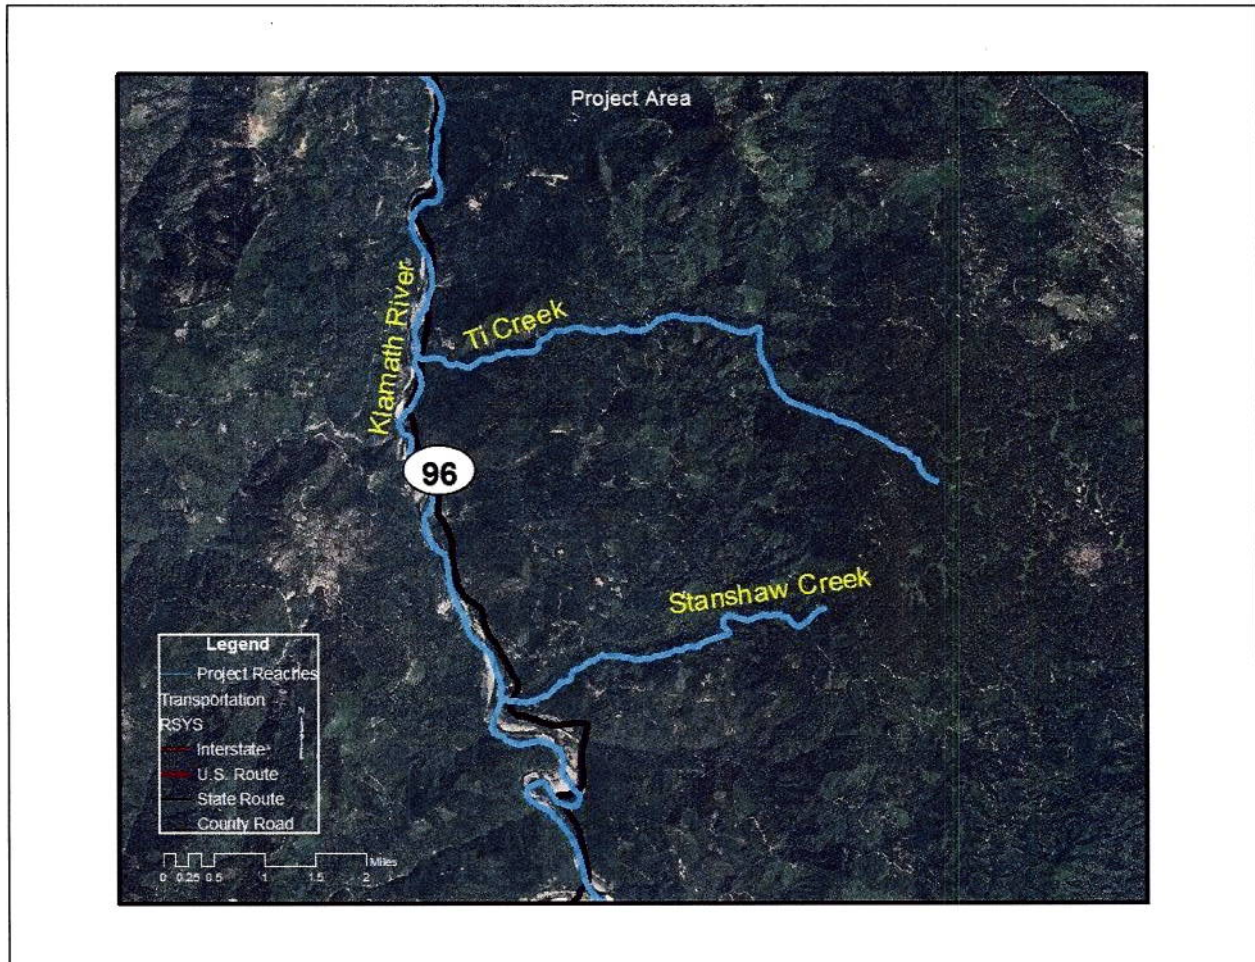 Project Area
Klamath River
Ti Creek
96
Stanshaw Creek
Legend
Project Reaches
Transportation
RSYS
N
Interstate
U.S. Route
State Route
County Road
0 0.25 0.5 1 1.5 2 Miles